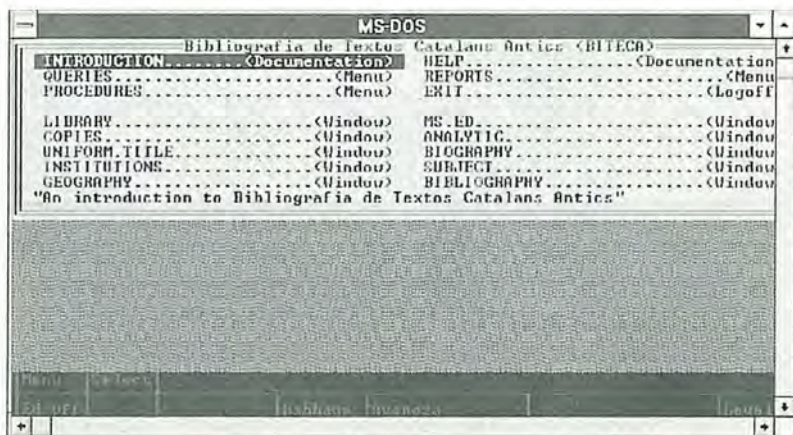 MS-DOS
Bibliografia de Textos Catalans Antics (BITECA)
INTRODUCTION........(Documentation) HELP.................(Documentation
QUERIES......................(Menu) REPORTS.......................(Menu
PROCEDURES...................(Menu) EXIT........................(Logoff
LIBRARY....................(Window) MS.ED.......................(Window
COPIES.....................(Window) ANALYTIC....................(Window
UNIFORM.TITLE..............(Window) BIOGRAPHY...................(Window
INSTITUTIONS...............(Window) SUBJECT.....................(Window
GEOGRAPHY..................(Window) BIBLIOGRAPHY................(Window
"An introduction to Bibliografia de Textos Catalans Antics"
Menu Select
Level